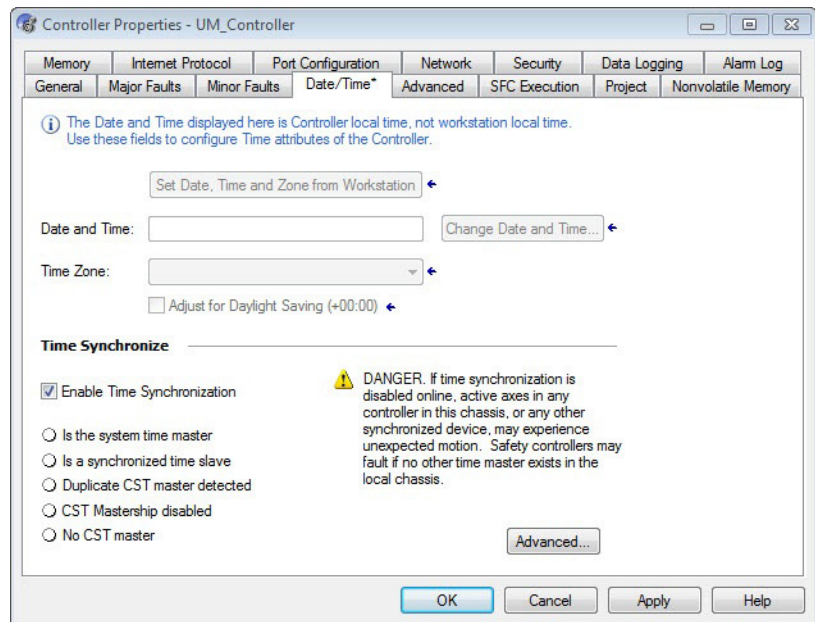 Controller Properties - UM_Controller
Memory Internet Protocol Port Configuration Network Security Data Logging Alarm Log
General Major Faults Minor Faults Date/Time* Advanced SFC Execution Project Nonvolatile Memory
The Date and Time displayed here is Controller local time, not workstation local time.
Use these fields to configure Time attributes of the Controller.
Set Date, Time and Zone from Workstation
Date and Time: Change Date and Time...
Time Zone:
Adjust for Daylight Saving (+00:00)
Time Synchronize
Enable Time Synchronization
Is the system time master
Is a synchronized time slave
Duplicate CST master detected
CST Mastership disabled
No CST master
DANGER. If time synchronization is
disabled online, active axes in any
controller in this chassis, or any other
synchronized device, may experience
unexpected motion. Safety controllers may
fault if no other time master exists in the
local chassis.
Advanced...
OK Cancel Apply Help